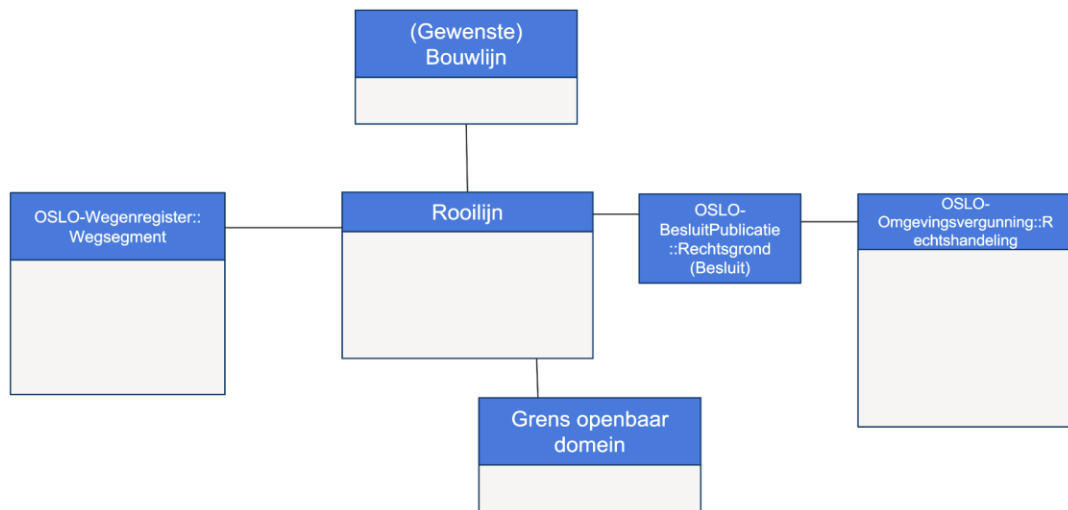 (Gewenste)
Bouwlijn
OSLO-Wegenregister::
Wegsegment
Rooilijn
OSLO-
BesluitPublicatie
::Rechtsgrond
(Besluit)
OSLO-
Omgevingsvergunning::R
echtshandeling
Grens openbaar
domein